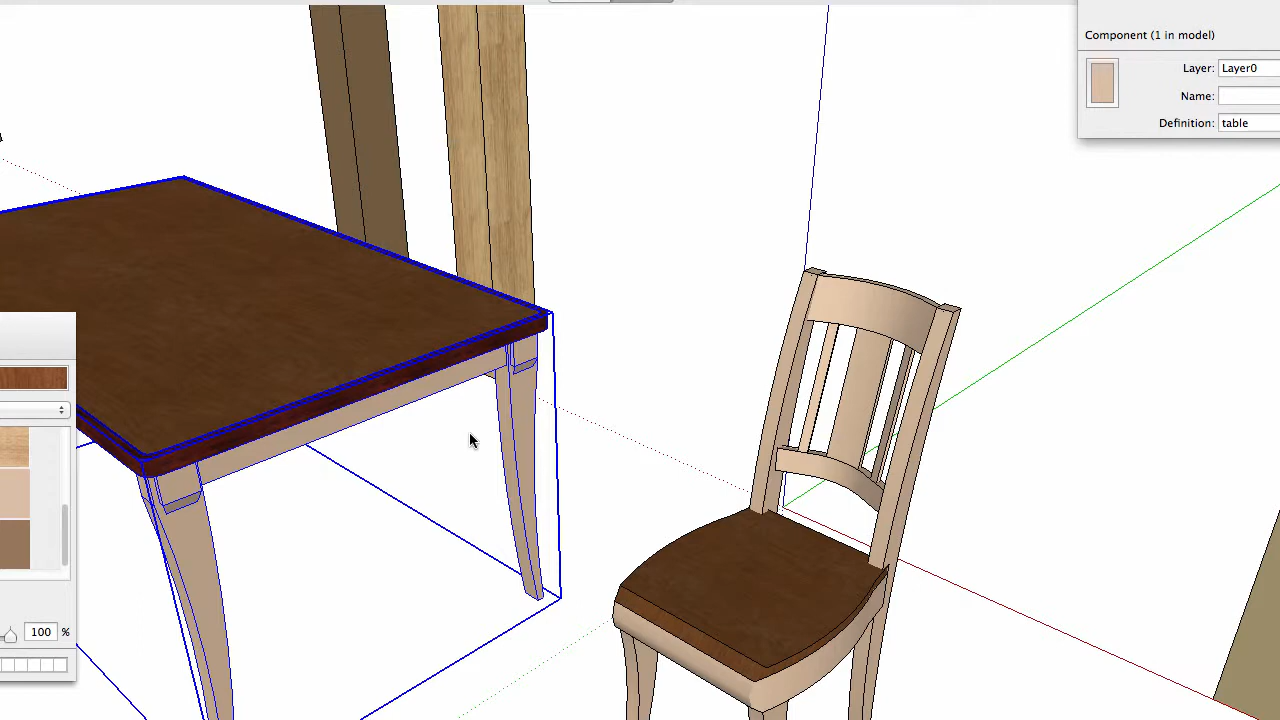 Component (1 in model)
Layer: Layer0
Name:
Definition: table
100 %